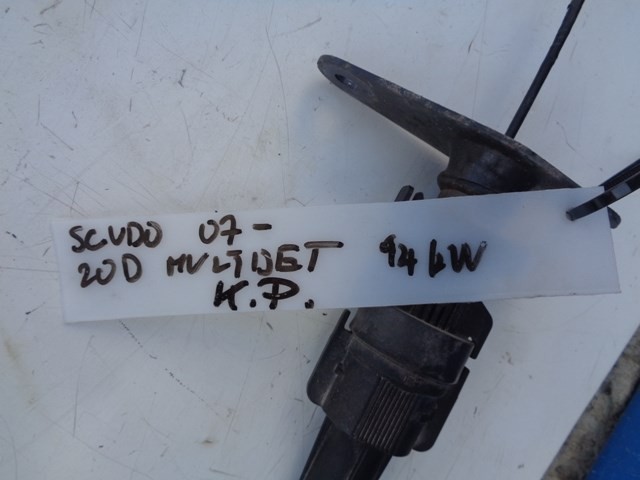 SCUDO 07-
20D MULTIJET 94 kW
K.P.